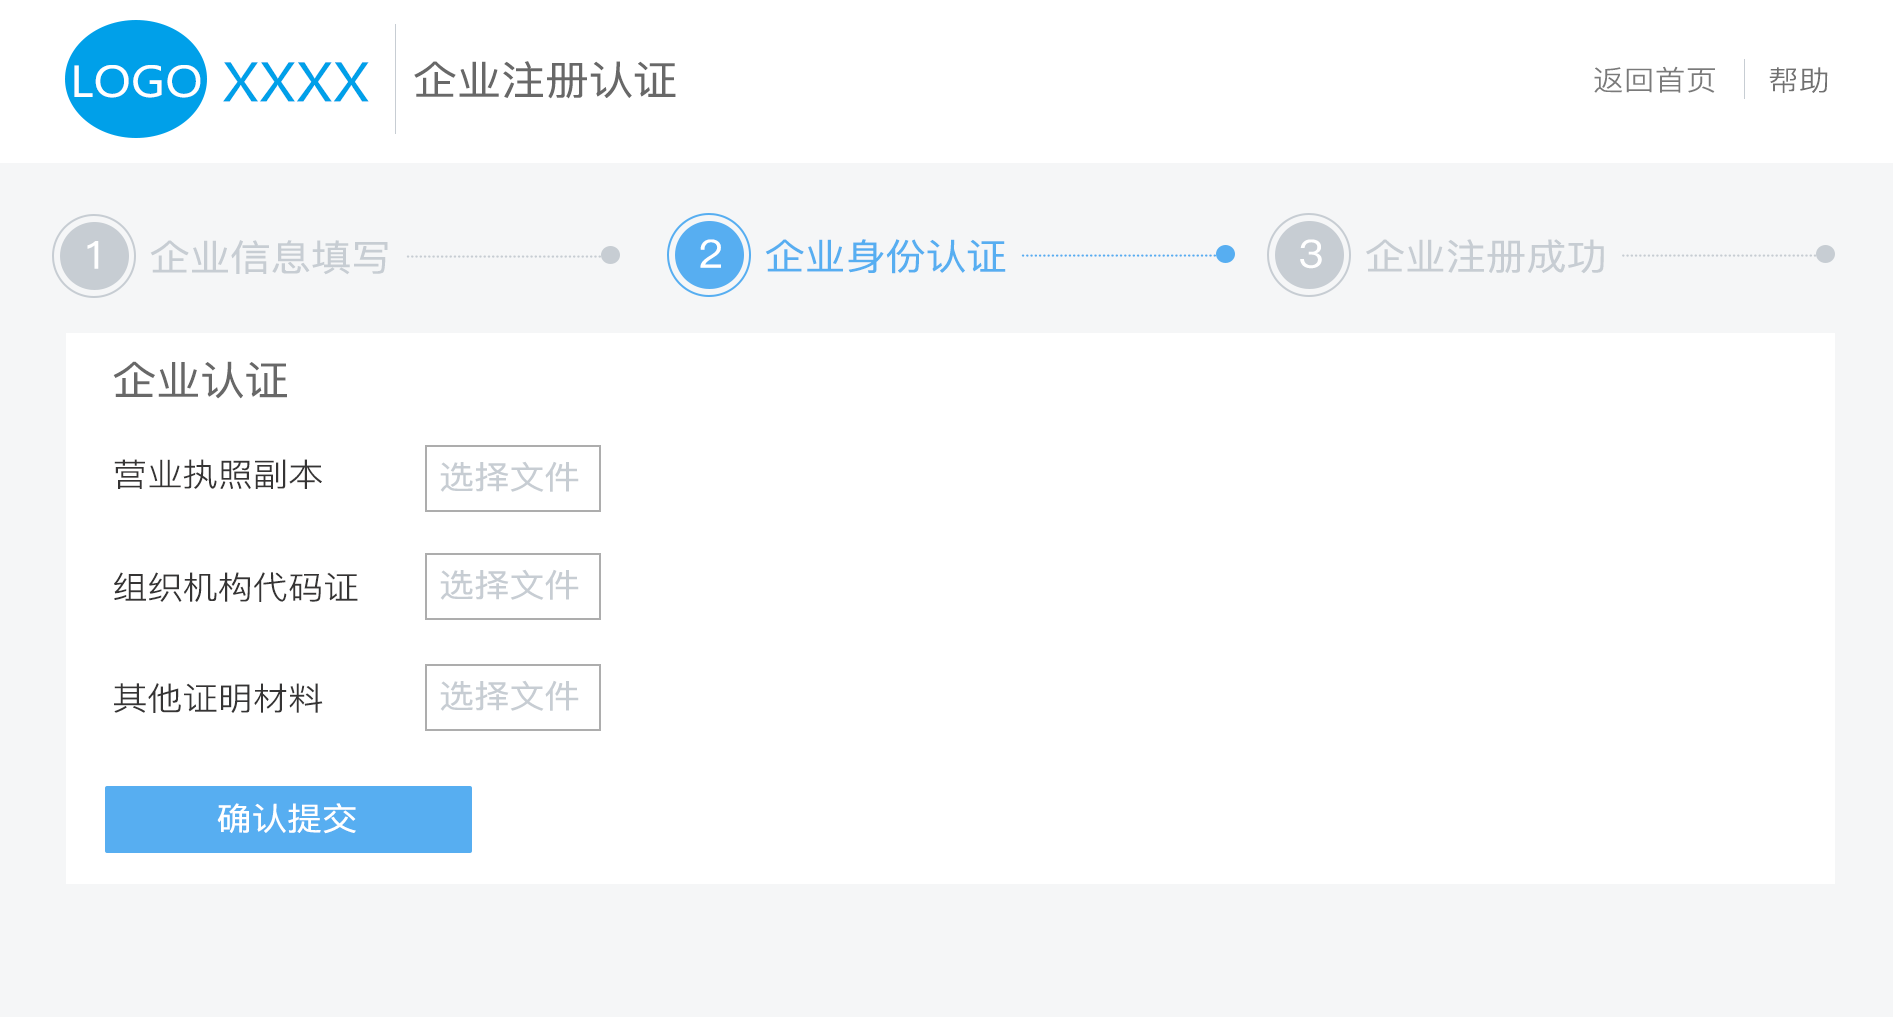 LOGO XXXX 企业注册认证 返回首页 帮助
1 企业信息填写 2 企业身份认证 3 企业注册成功
企业认证
营业执照副本 选择文件
组织机构代码证 选择文件
其他证明材料 选择文件
确认提交